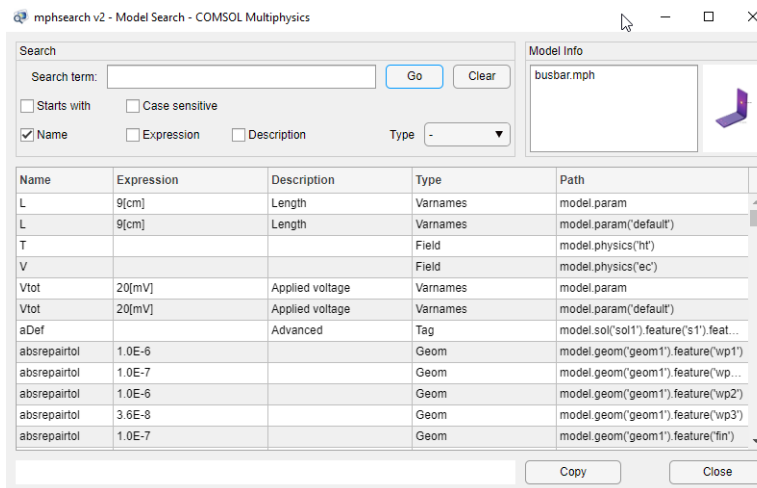 mphsearch v2 - Model Search - COMSOL Multiphysics
Search
Model Info
Search term:
Go
Clear
busbar.mph
Starts with
Case sensitive
Name
Expression
Description
Type
-
Name Expression Description Type Path
L 9[cm] Length Varnames model.param
L 9[cm] Length Varnames model.param('default')
T Field model.physics('ht')
V Field model.physics('ec')
Vtot 20[mV] Applied voltage Varnames model.param
Vtot 20[mV] Applied voltage Varnames model.param('default')
aDef Advanced Tag model.sol('sol1').feature('s1').feat...
absrepairtol 1.0E-6 Geom model.geom('geom1').feature('wp1')
absrepairtol 1.0E-7 Geom model.geom('geom1').feature('wp...
absrepairtol 1.0E-6 Geom model.geom('geom1').feature('wp2')
absrepairtol 3.6E-8 Geom model.geom('geom1').feature('wp3')
absrepairtol 1.0E-7 Geom model.geom('geom1').feature('fin')
Copy
Close